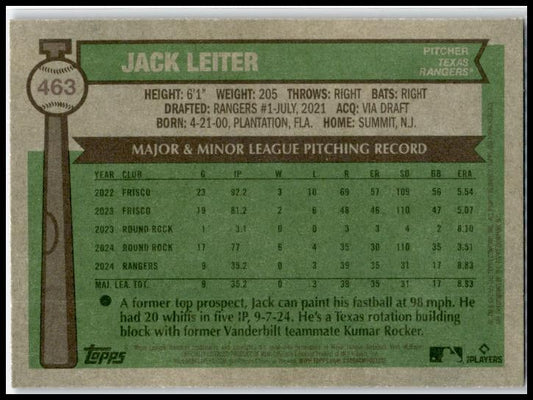 463
JACK LEITER
PITCHER
TEXAS
RANGERS®
HEIGHT: 6'1" WEIGHT: 205 THROWS: RIGHT BATS: RIGHT
DRAFTED: RANGERS #1-JULY, 2021 ACQ: VIA DRAFT
BORN: 4-21-00, PLANTATION, FLA. HOME: SUMMIT, N.J.
MAJOR & MINOR LEAGUE PITCHING RECORD
YEAR CLUB G IP W L R ER SO BB ERA
2022 FRISCO 23 92.2 3 10 69 57 109 56 5.54
2023 FRISCO 19 81.2 2 6 48 46 110 47 5.07
2023 ROUND ROCK 1 3.1 0 0 3 3 4 2 8.10
2024 ROUND ROCK 17 77 6 4 35 30 110 35 3.51
2024 RANGERS 9 35.2 0 3 39 35 31 17 8.83
MAJ. LEA. TOT. 9 35.2 0 3 39 35 31 17 8.83
A former top prospect, Jack can paint his fastball at 98 mph. He
had 20 whiffs in five IP, 9-7-24. He's a Texas rotation building
block with former Vanderbilt teammate Kumar Rocker.
Topps
PLAYERS